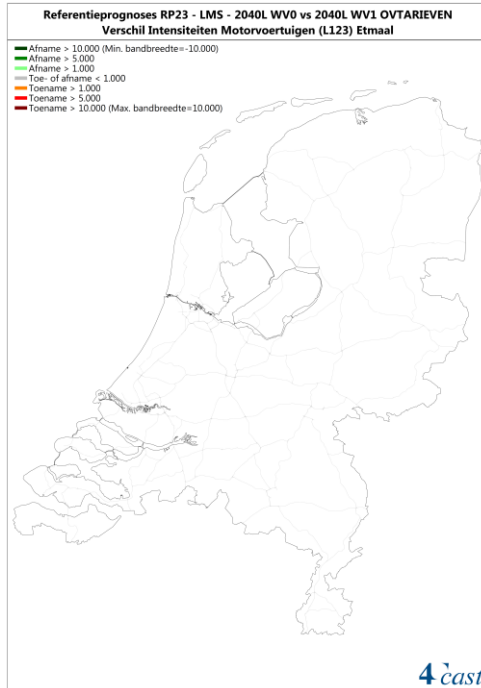 Referentieprognoses RP23 - LMS - 2040L WV0 vs 2040L WV1 OVTARIEVEN
Verschil Intensiteiten Motorvoertuigen (L123) Etmaal
Afname > 10.000 (Min. bandbreedte=-10.000)
Afname > 5.000
Afname > 1.000
Toe- of afname < 1.000
Toename > 1.000
Toename > 5.000
Toename > 10.000 (Max. bandbreedte=10.000)
4cast